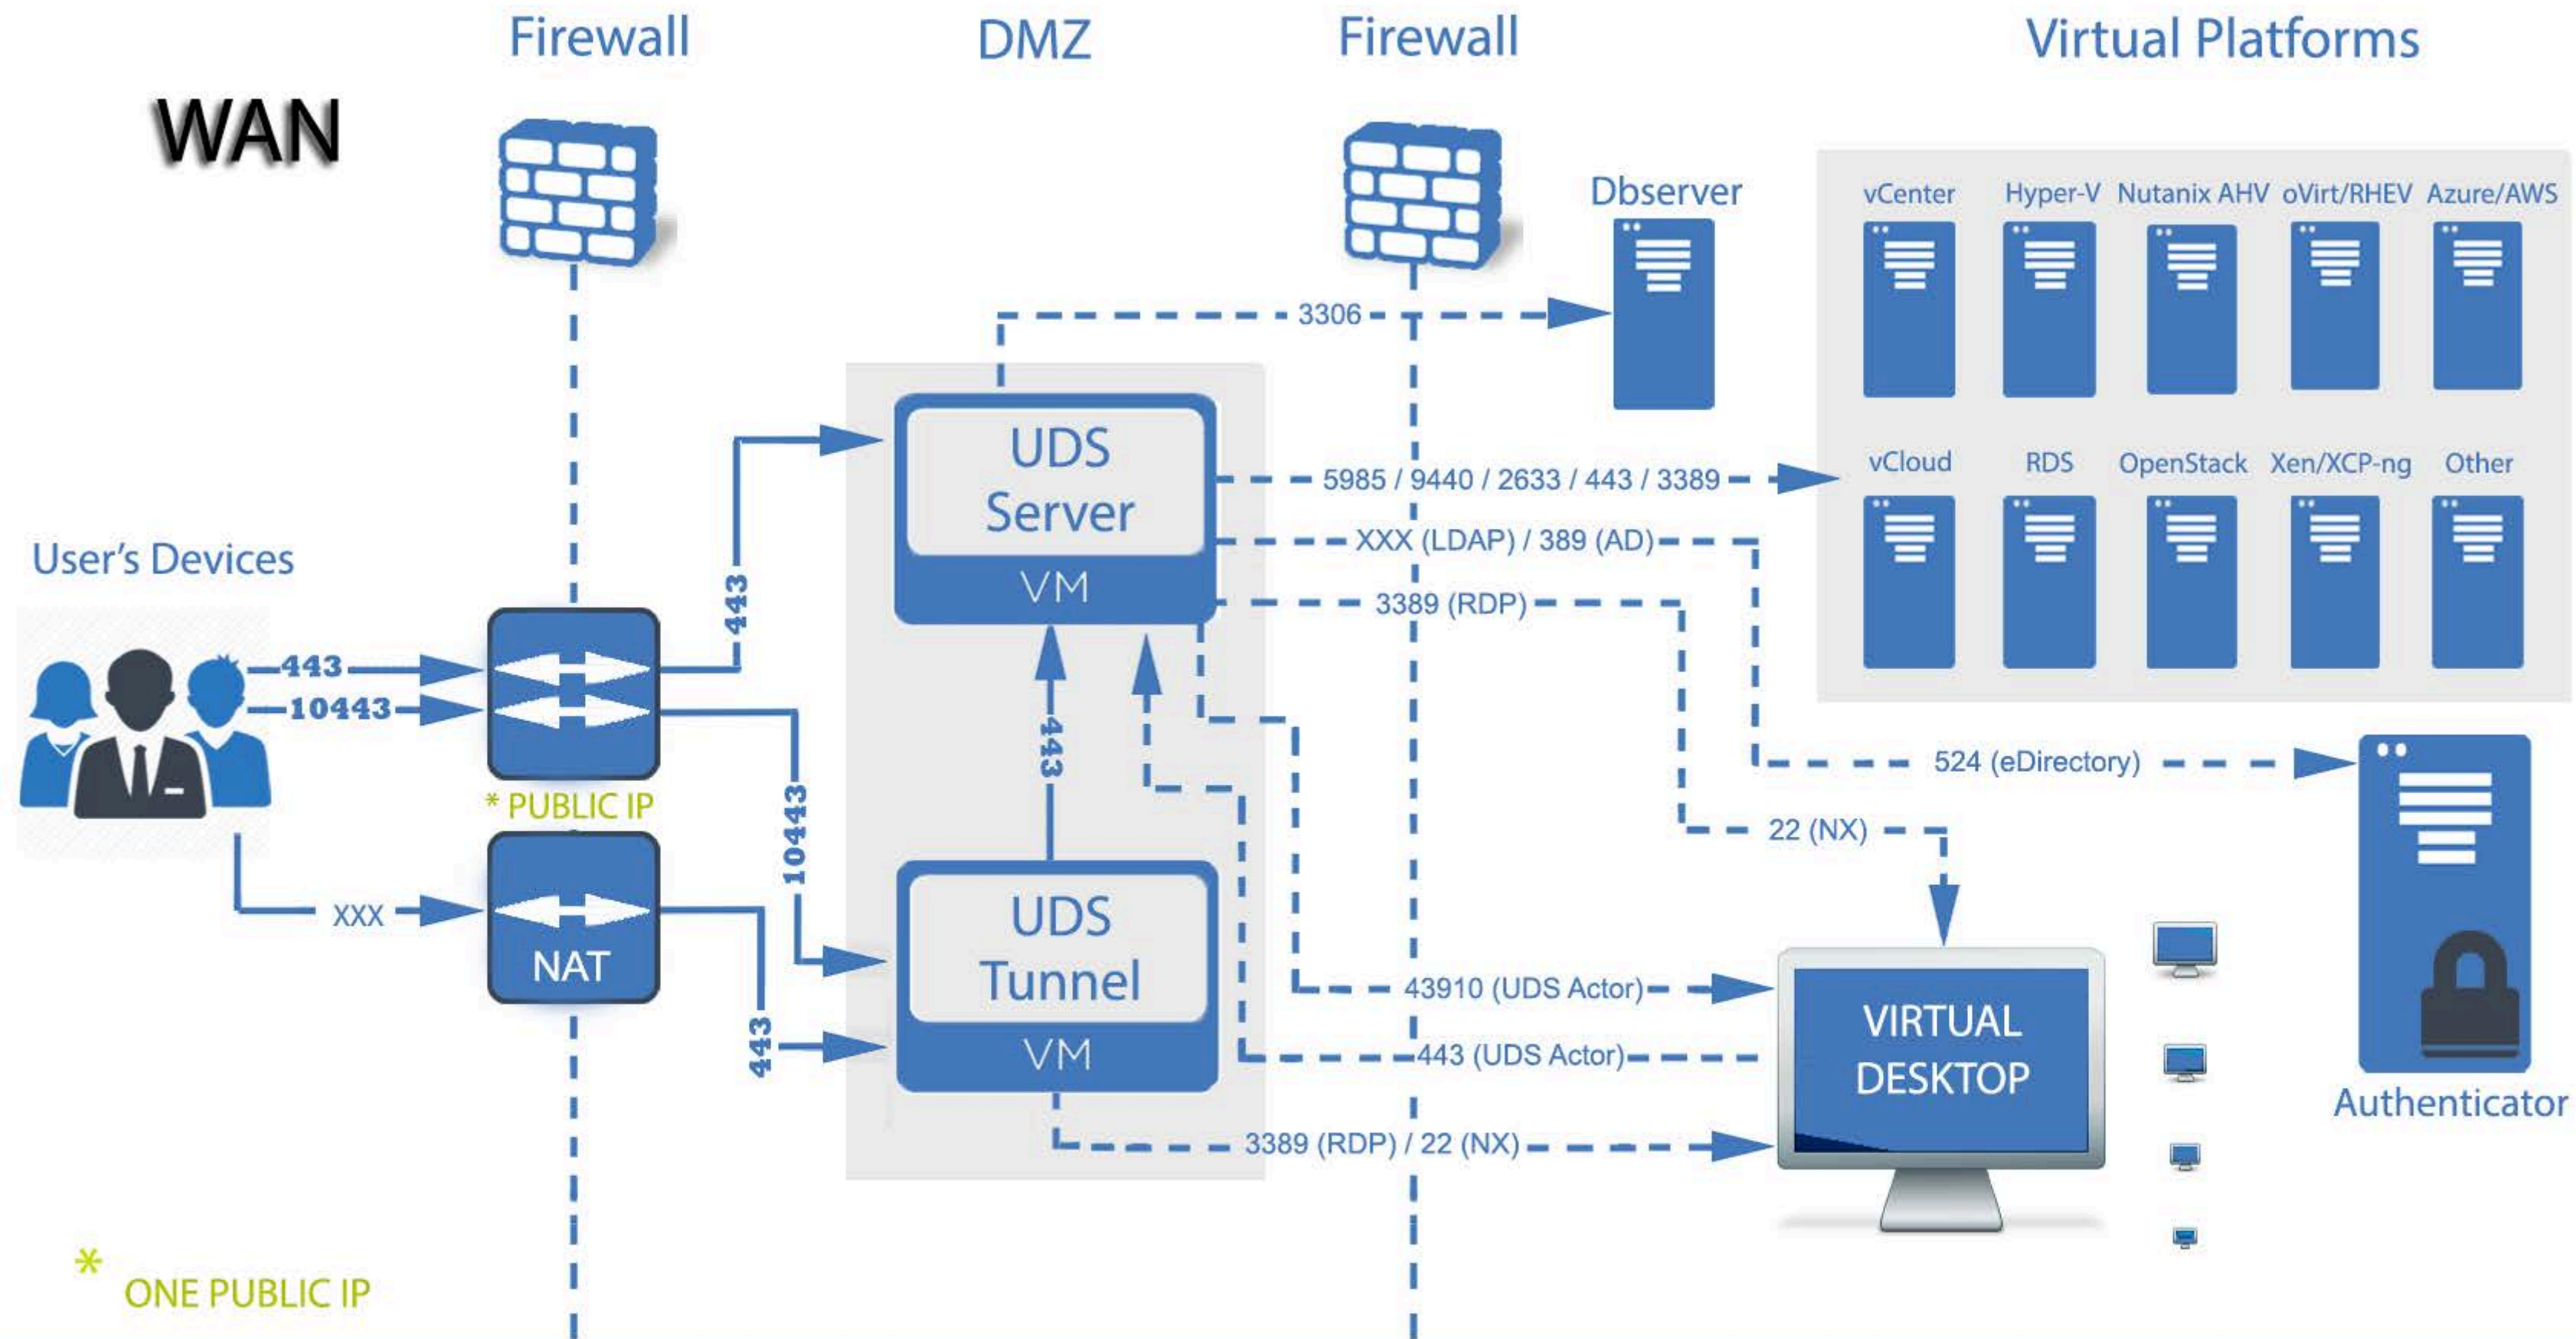 Firewall
DMZ
Firewall
Virtual Platforms
WAN
Dbserver
vCenter
Hyper-V
Nutanix AHV
oVirt/RHEV
Azure/AWS
3306
UDS
Server
VM
5985 / 9440 / 2633 / 443 / 3389
vCloud
RDS
OpenStack
Xen/XCP-ng
Other
XXX (LDAP) / 389 (AD)
3389 (RDP)
User's Devices
443
443
10443
443
10443
* PUBLIC IP
524 (eDirectory)
22 (NX)
XXX
NAT
443
UDS
Tunnel
VM
43910 (UDS Actor)
443 (UDS Actor)
3389 (RDP) / 22 (NX)
VIRTUAL
DESKTOP
Authenticator
*
ONE PUBLIC IP